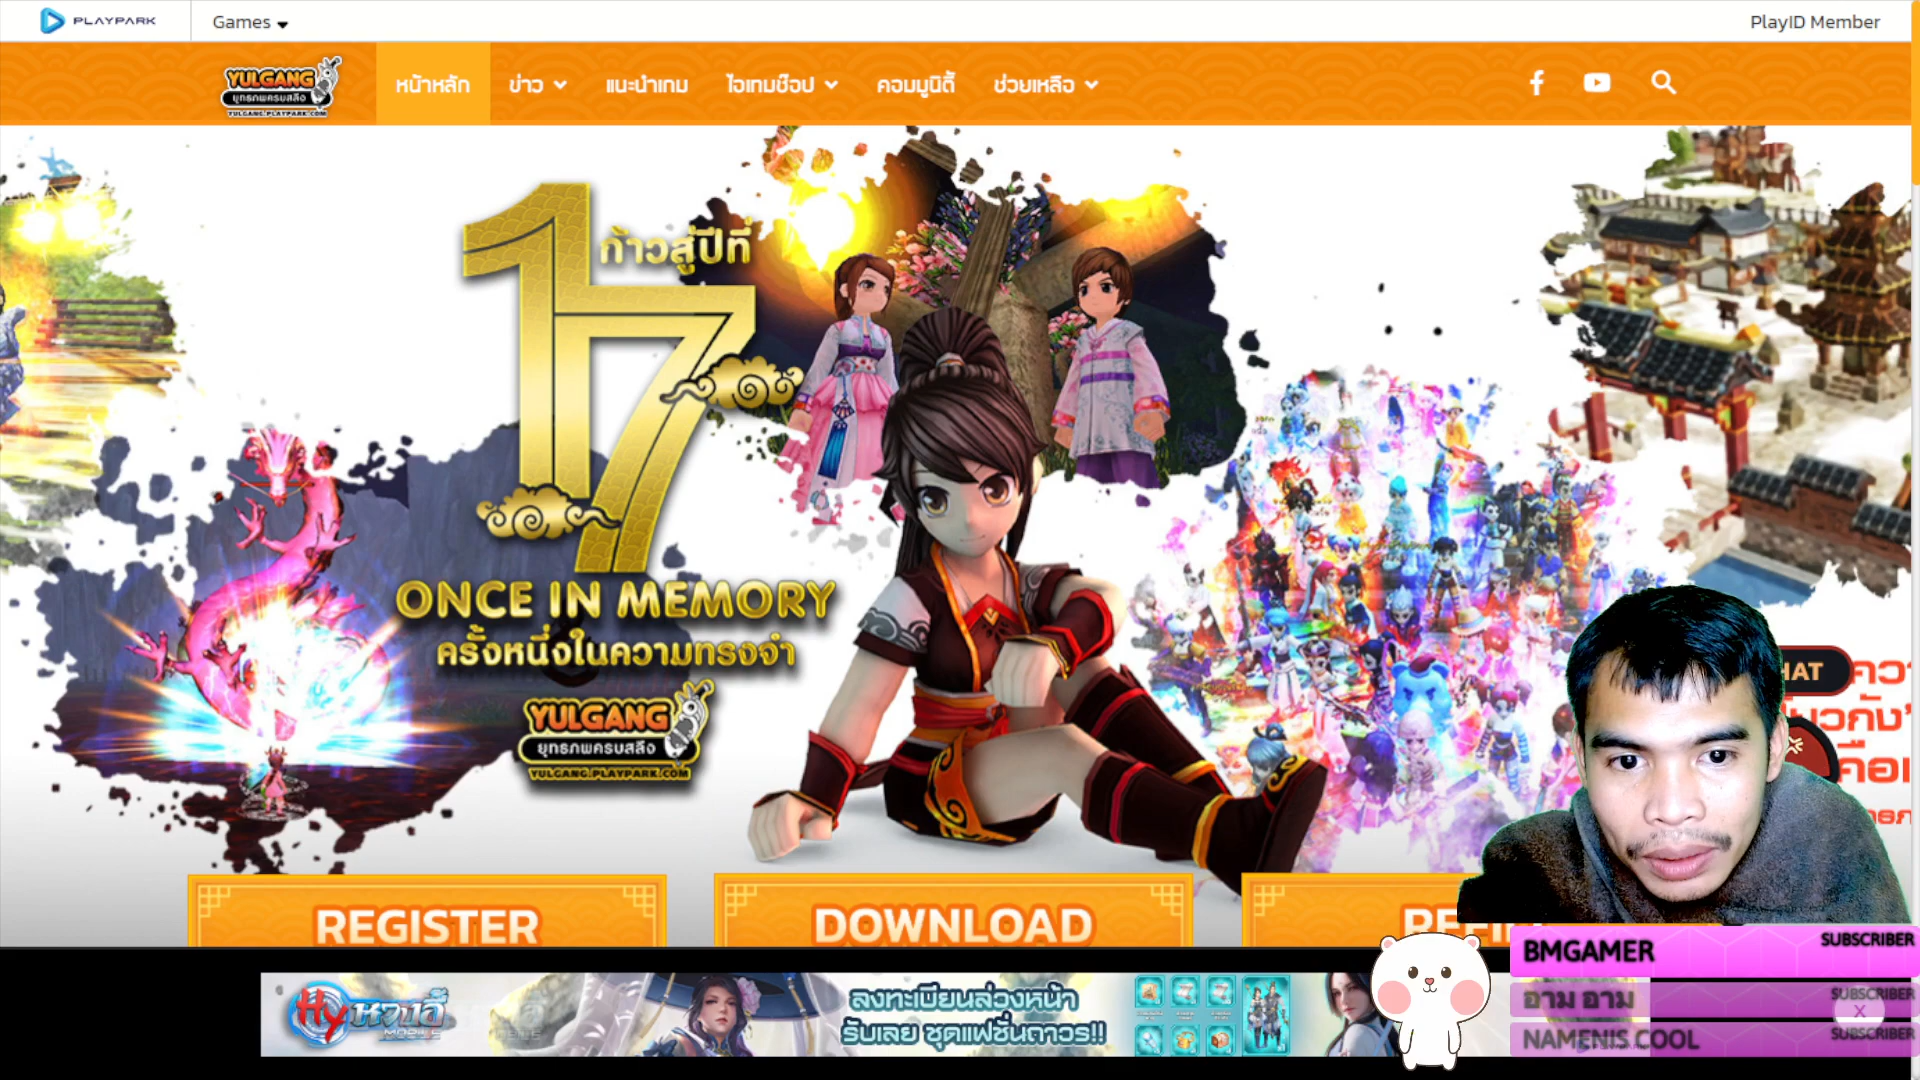 PLAYPARK
Games
PlayID Member
YULGANG
ยุทธภพครบสลึง
YULGANG.PLAYPARK.COM
หน้าหลัก
ข่าว
แนะนำเกม
ไอเทมช๊อป
คอมมูนิตี้
ช่วยเหลือ
ก้าวสู่ปีที่
17
ONCE IN MEMORY
ครั้งหนึ่งในความทรงจำ
YULGANG
ยุทธภพครบสลึง
YULGANG.PLAYPARK.COM
HAT
REGISTER
DOWNLOAD
Hy หวงอี้
MOBILE
ลงทะเบียนล่วงหน้า
รับเลย ชุดแฟชั่นถาวร!!
BMGAMER SUBSCRIBER
อาม อาม SUBSCRIBER
X
NAMENIS COOL SUBSCRIBER